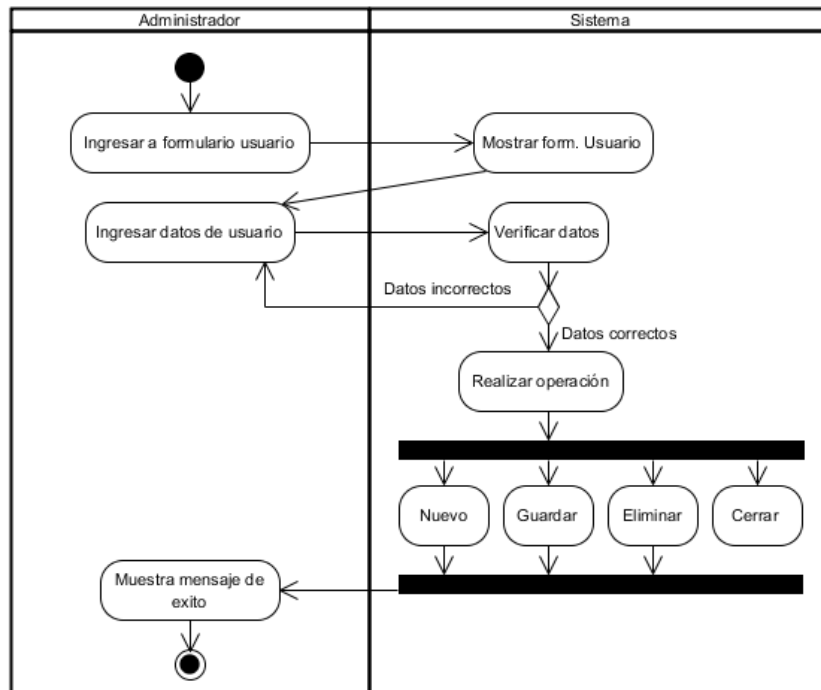 Administrador
Sistema
Ingresar a formulario usuario
Mostrar form. Usuario
Ingresar datos de usuario
Verificar datos
Datos incorrectos
Datos correctos
Realizar operación
Nuevo
Guardar
Eliminar
Cerrar
Muestra mensaje de
exito